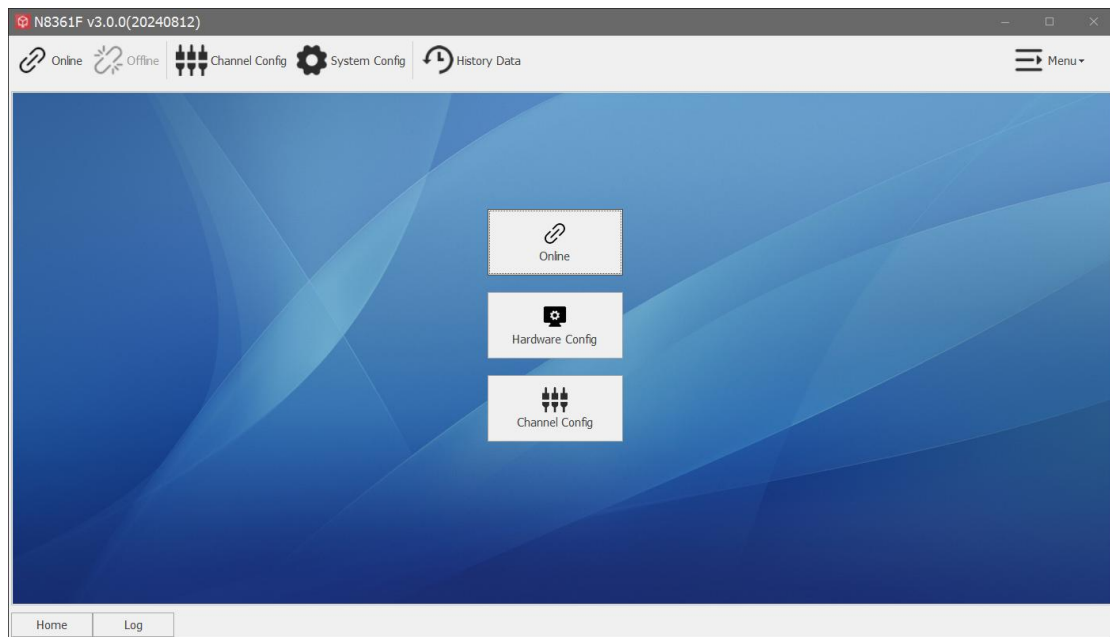 N8361F v3.0.0(20240812)
Online Offline Channel Config System Config History Data Menu
Online
Hardware Config
Channel Config
Home Log